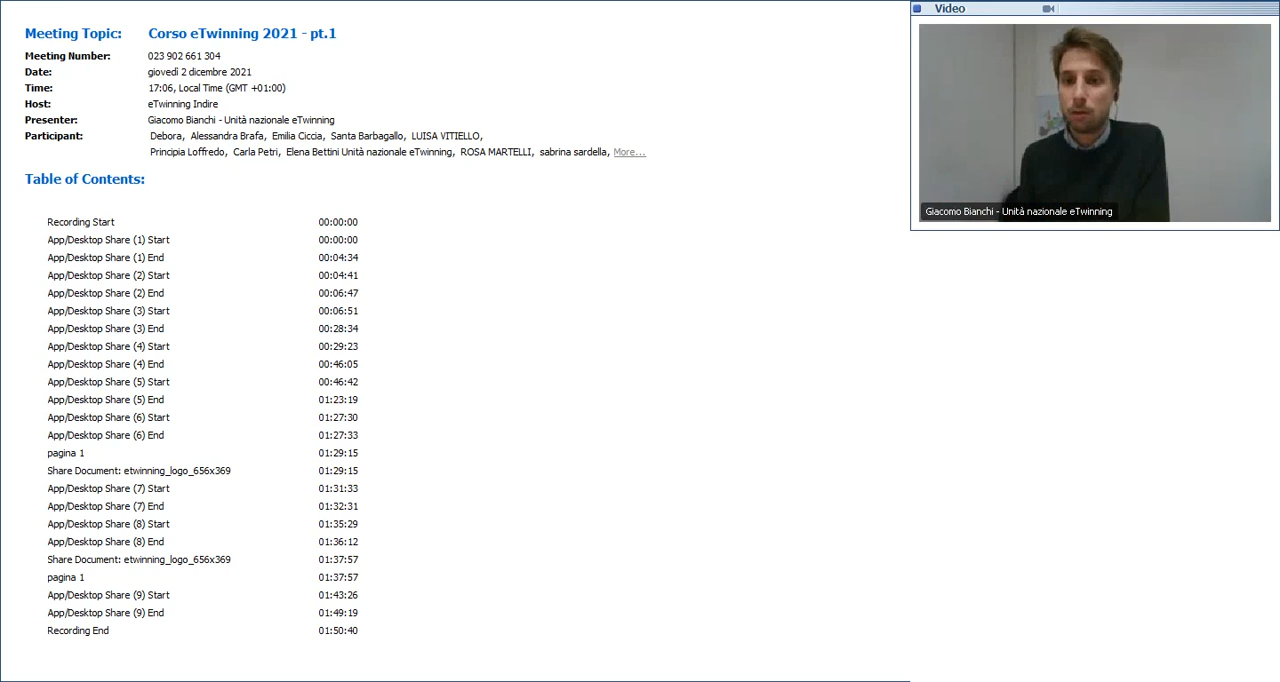 Meeting Topic: Corso eTwinning 2021 - pt.1
Meeting Number: 023 902 661 304
Date: giovedì 2 dicembre 2021
Time: 17:06, Local Time (GMT +01:00)
Host: eTwinning Indire
Presenter: Giacomo Bianchi - Unità nazionale eTwinning
Participant: Debora, Alessandra Brafa, Emilia Ciccia, Santa Barbagallo, LUISA VITIELLO,
Principia Loffredo, Carla Petri, Elena Bettini Unità nazionale eTwinning, ROSA MARTELLI, sabrina sardella, More...
Table of Contents:
Recording Start 00:00:00
App/Desktop Share (1) Start 00:00:00
App/Desktop Share (1) End 00:04:34
App/Desktop Share (2) Start 00:04:41
App/Desktop Share (2) End 00:06:47
App/Desktop Share (3) Start 00:06:51
App/Desktop Share (3) End 00:28:34
App/Desktop Share (4) Start 00:29:23
App/Desktop Share (4) End 00:46:05
App/Desktop Share (5) Start 00:46:42
App/Desktop Share (5) End 01:23:19
App/Desktop Share (6) Start 01:27:30
App/Desktop Share (6) End 01:27:33
pagina 1 01:29:15
Share Document: etwinning_logo_656x369 01:29:15
App/Desktop Share (7) Start 01:31:33
App/Desktop Share (7) End 01:32:31
App/Desktop Share (8) Start 01:35:29
App/Desktop Share (8) End 01:36:12
Share Document: etwinning_logo_656x369 01:37:57
pagina 1 01:37:57
App/Desktop Share (9) Start 01:43:26
App/Desktop Share (9) End 01:49:19
Recording End 01:50:40
Video
Giacomo Bianchi - Unità nazionale eTwinning